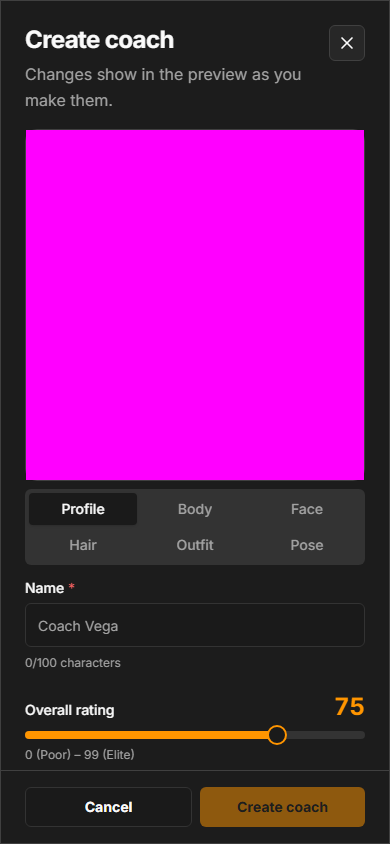 Create coach
Changes show in the preview as you
make them.
Profile Body Face
Hair Outfit Pose
Name *
Coach Vega
0/100 characters
Overall rating 75
0 (Poor) – 99 (Elite)
Cancel Create coach